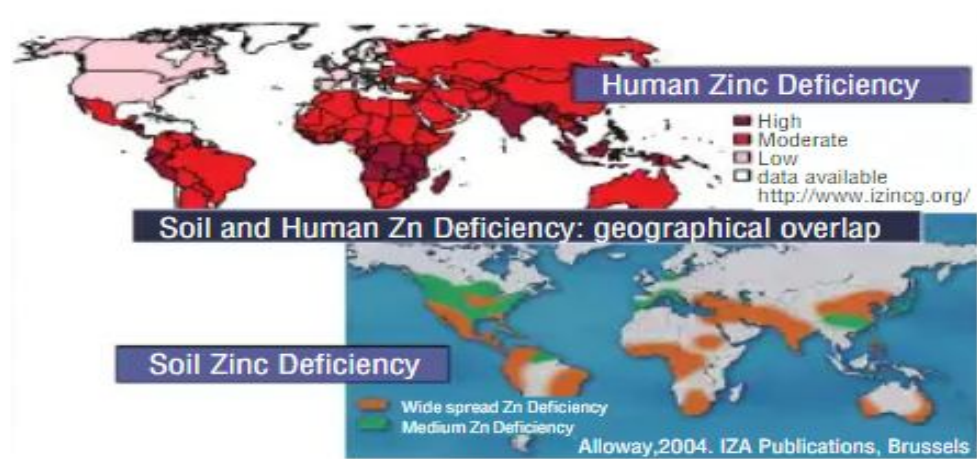 Human Zinc Deficiency
High
Moderate
Low
data available
http://www.izincg.org/
Soil and Human Zn Deficiency: geographical overlap
Soil Zinc Deficiency
Wide spread Zn Deficiency
Medium Zn Deficiency
Alloway,2004. IZA Publications, Brussels